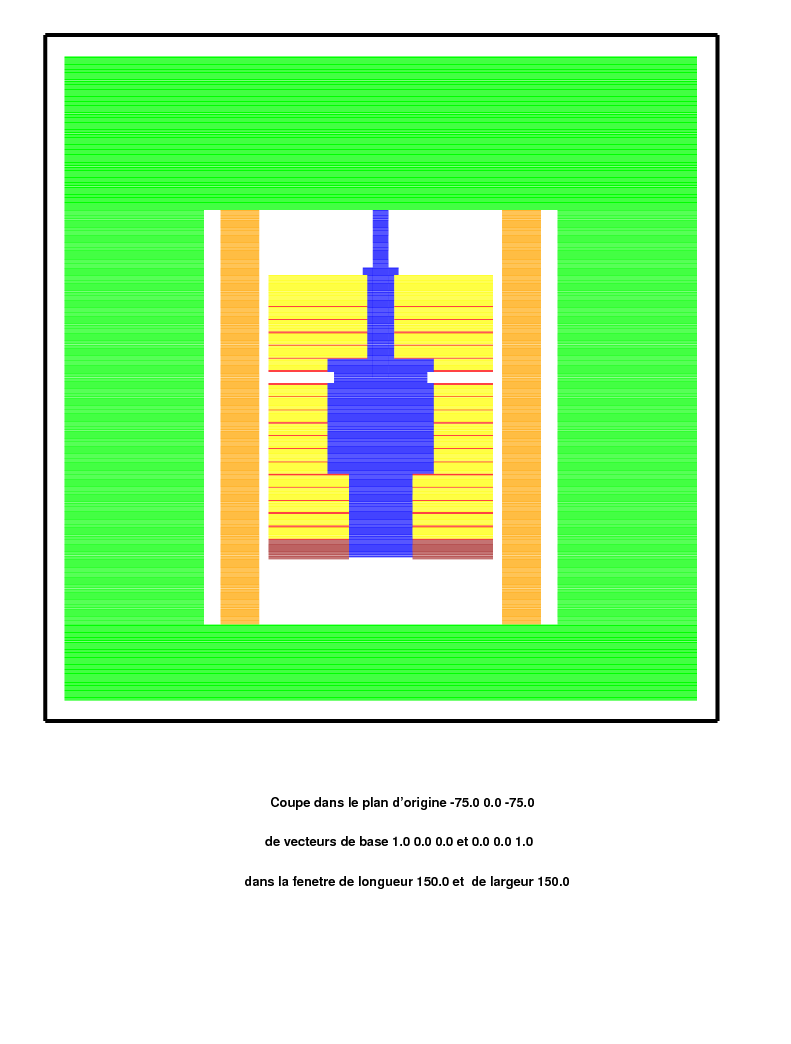 Coupe dans le plan d'origine -75.0 0.0 -75.0
de vecteurs de base 1.0 0.0 0.0 et 0.0 0.0 1.0
dans la fenetre de longueur 150.0 et  de largeur 150.0